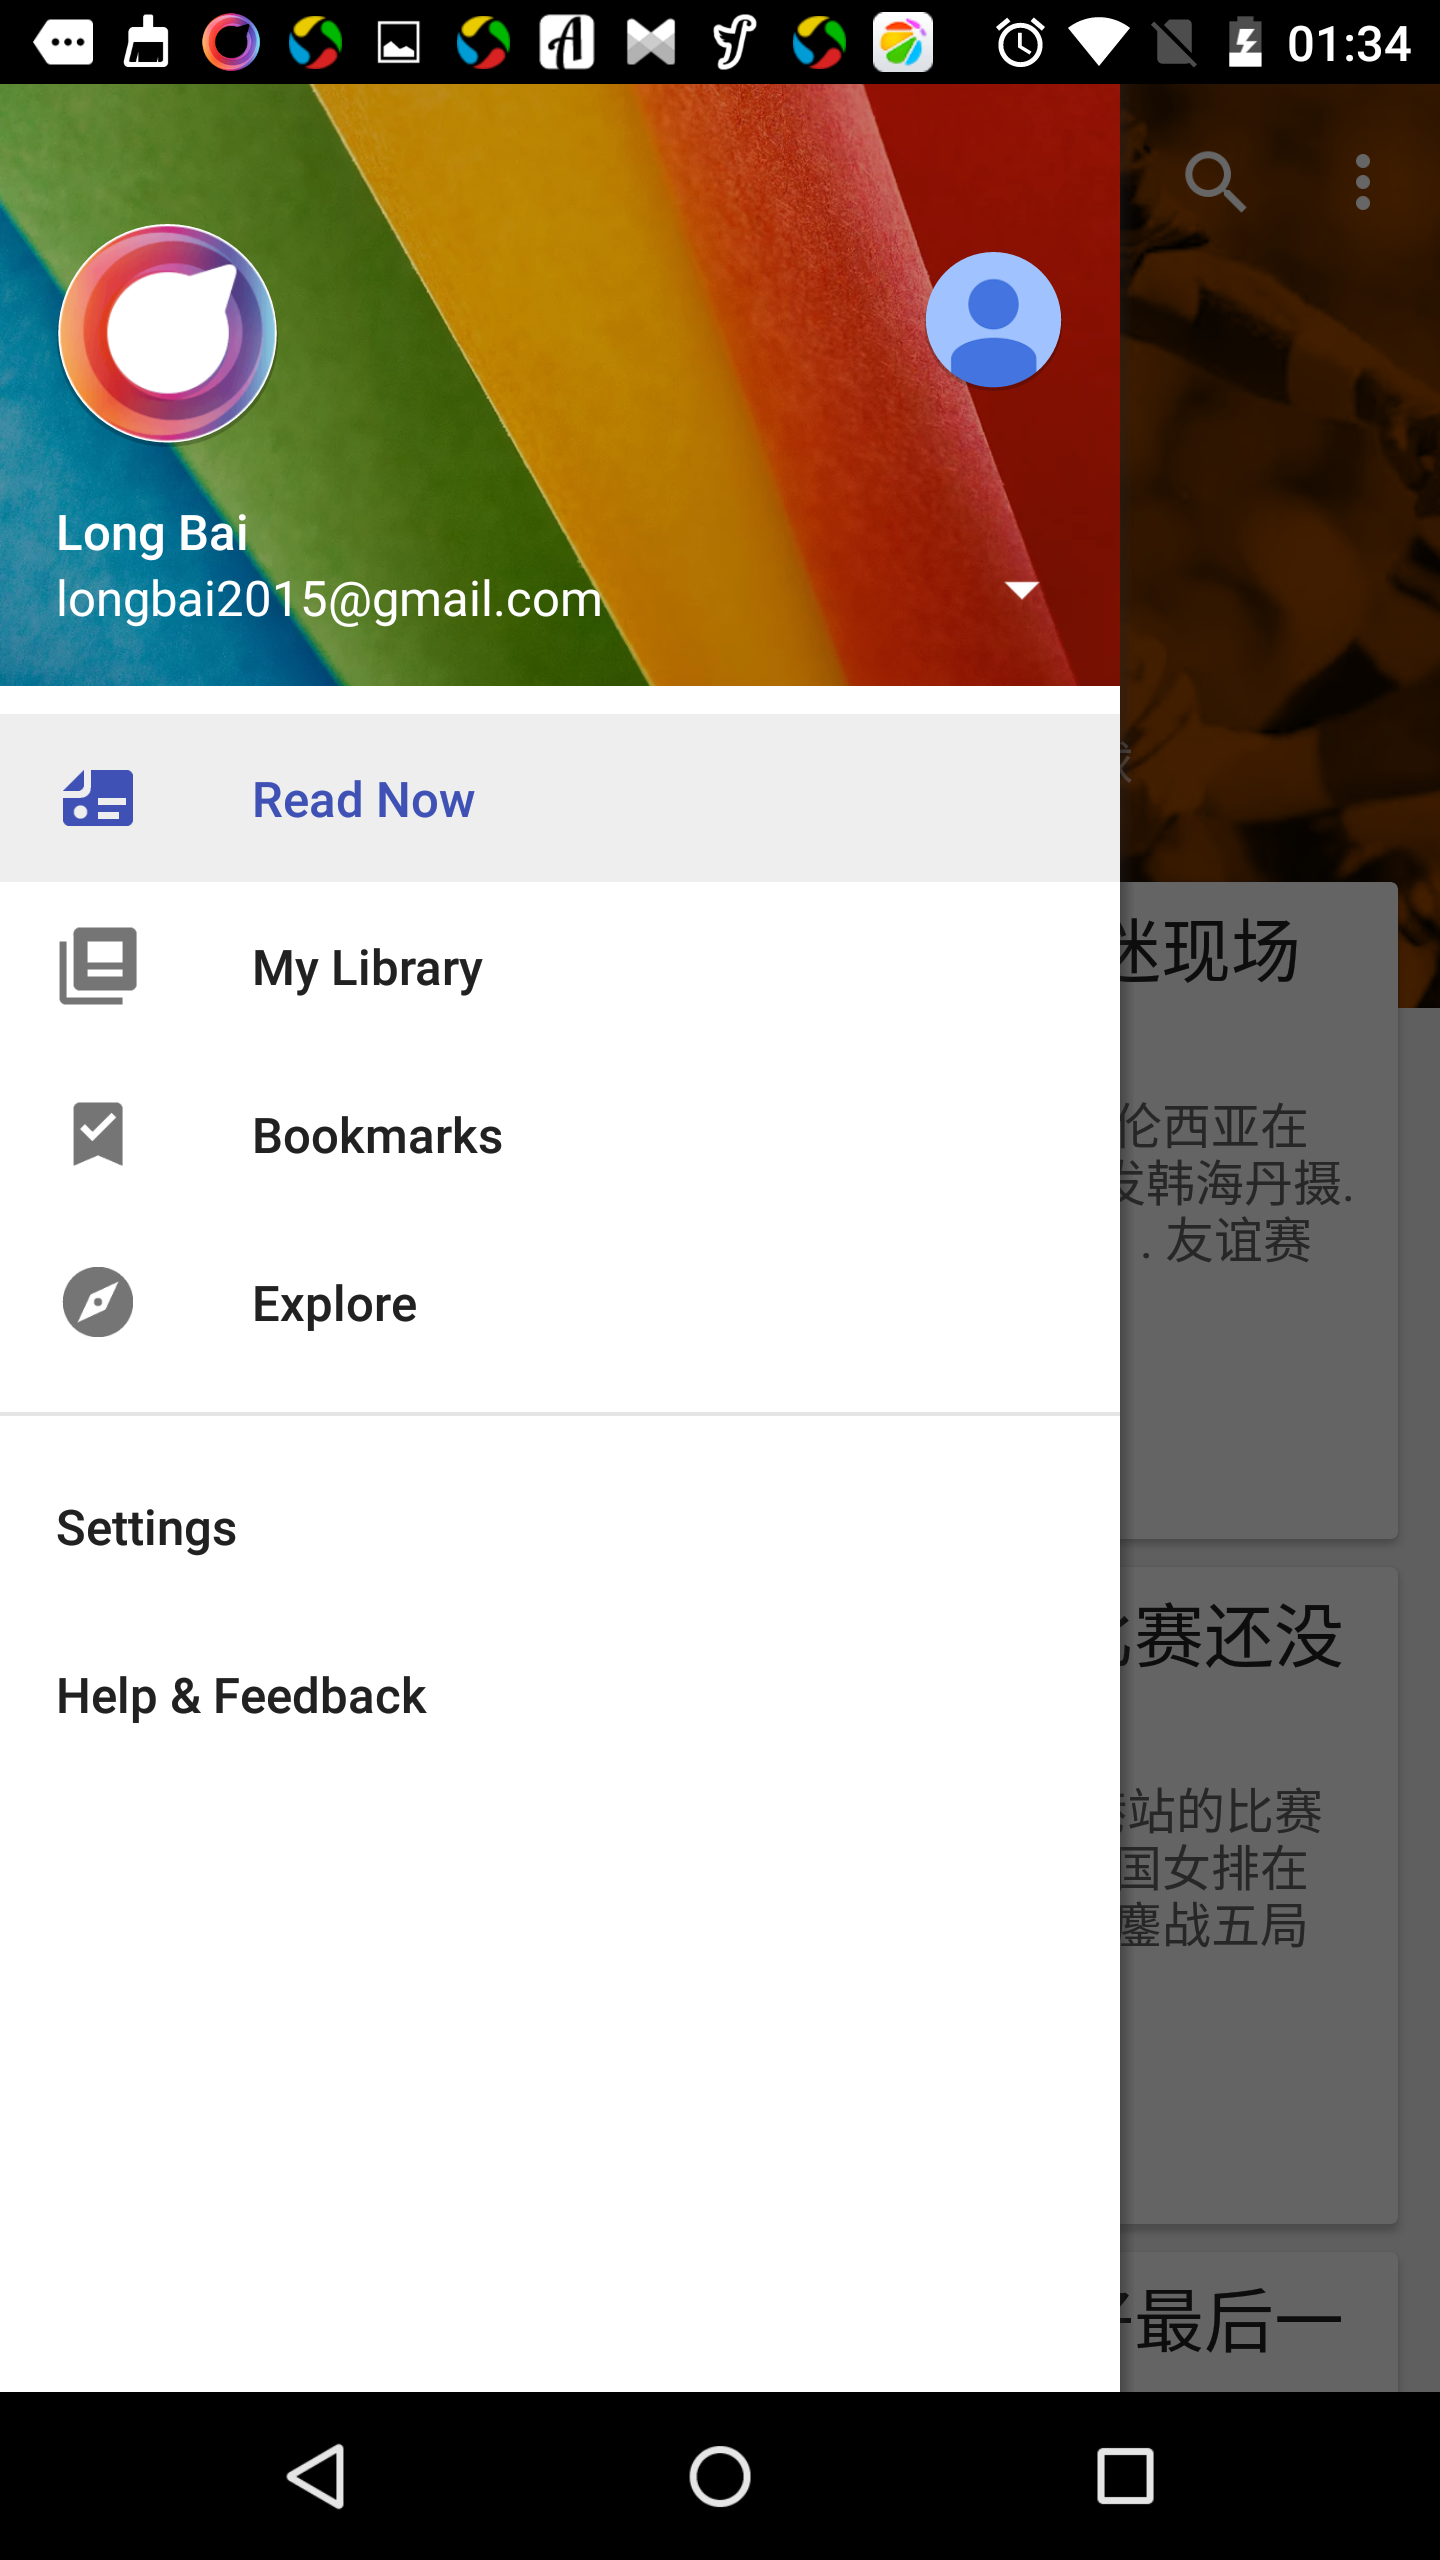 01:34
Long Bai
longbai2015@gmail.com
Read Now
My Library
Bookmarks
Explore
Settings
Help & Feedback
迷现场
伦西亚在
发韩海丹摄.
. 友谊赛
比赛还没
站的比赛
国女排在
鏖战五局
最后一